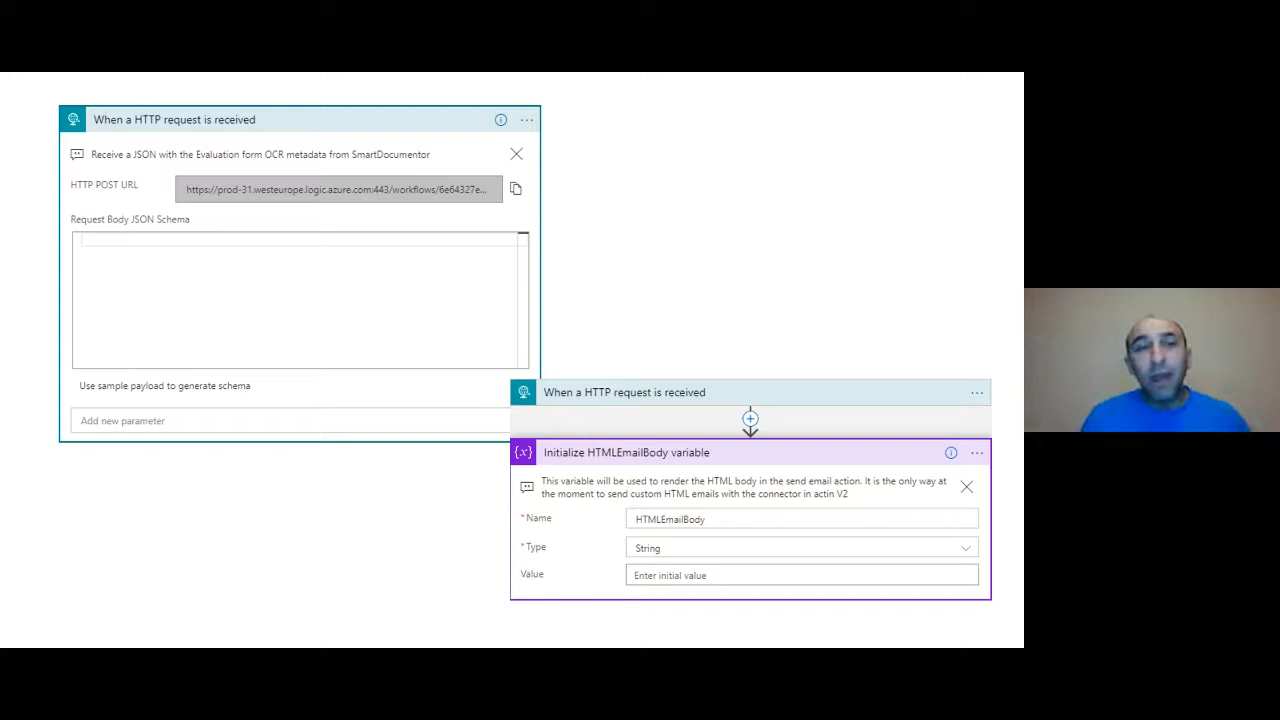 When a HTTP request is received
Receive a JSON with the Evaluation form OCR metadata from SmartDocumentor
HTTP POST URL
https://prod-31.westeurope.logic.azure.com:443/workflows/6e64327e...
Request Body JSON Schema
Use sample payload to generate schema
Add new parameter
When a HTTP request is received
{x} Initialize HTMLEmailBody variable
This variable will be used to render the HTML body in the send email action. It is the only way at
the moment to send custom HTML emails with the connector in actin V2
* Name
HTMLEmailBody
* Type
String
Value
Enter initial value